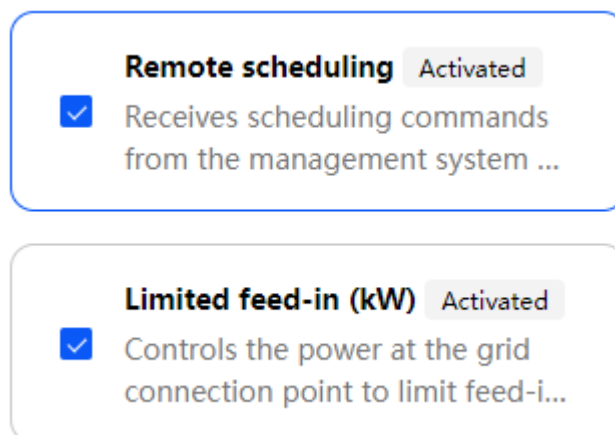 Remote scheduling Activated
Receives scheduling commands
from the management system ...
Limited feed-in (kW) Activated
Controls the power at the grid
connection point to limit feed-i...